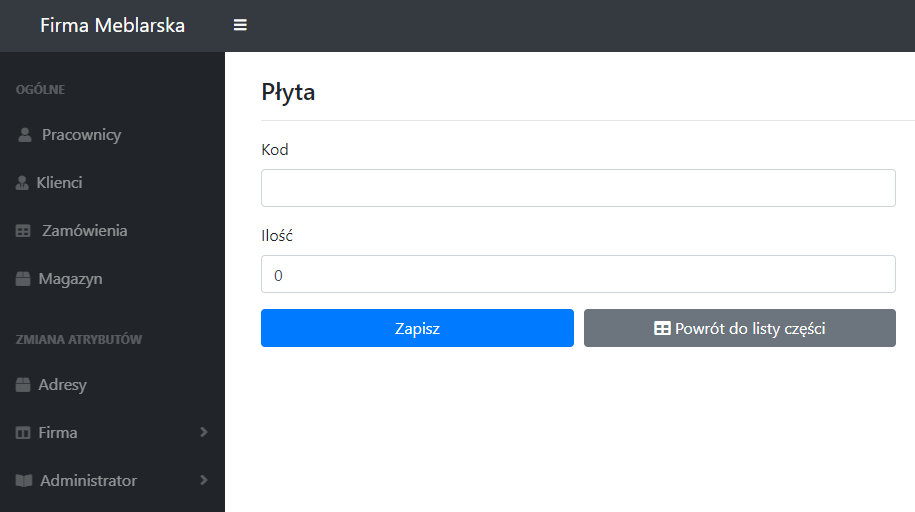 Firma Meblarska
OGÓLNE
Pracownicy
Klienci
Zamówienia
Magazyn
ZMIANA ATRYBUTÓW
Adresy
Firma
Administrator
Płyta
Kod
Ilość
0
Zapisz
Powrót do listy części